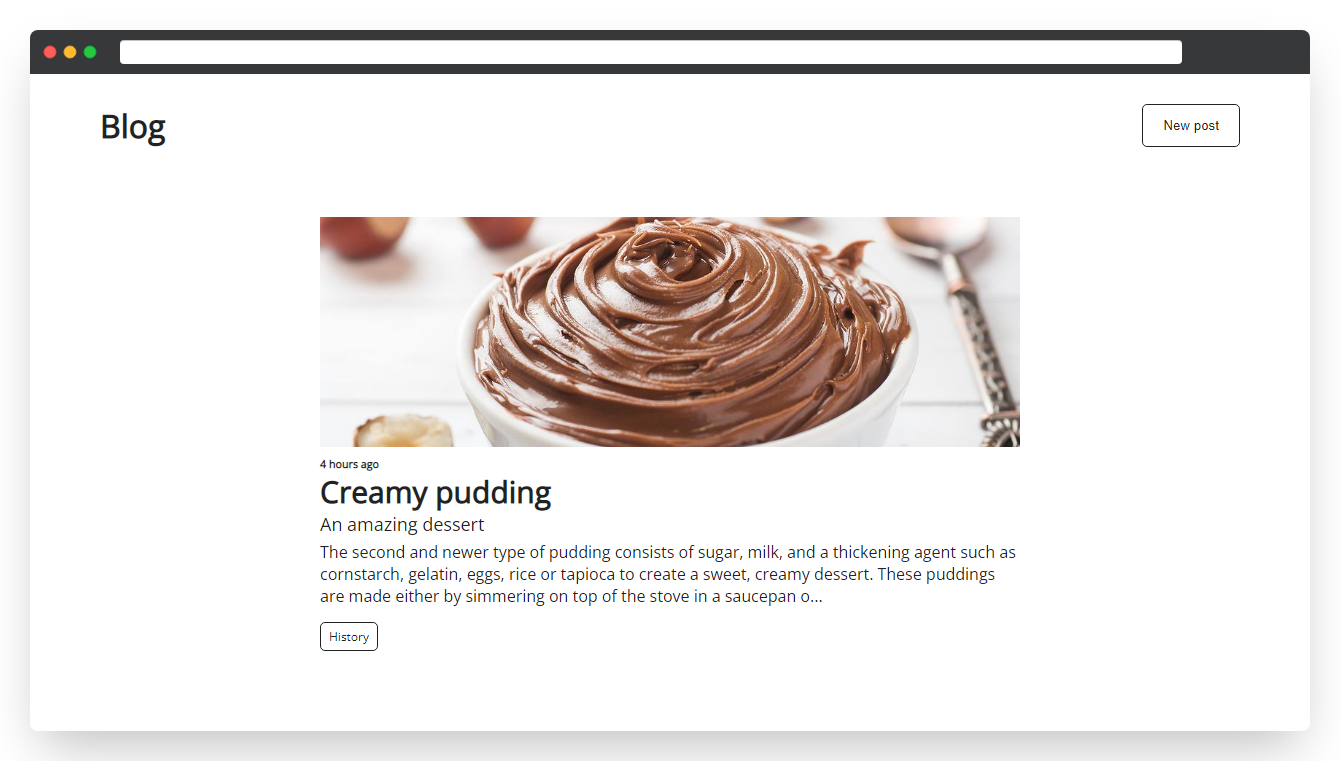 Blog
New post
4 hours ago
Creamy pudding
An amazing dessert
The second and newer type of pudding consists of sugar, milk, and a thickening agent such as
cornstarch, gelatin, eggs, rice or tapioca to create a sweet, creamy dessert. These puddings
are made either by simmering on top of the stove in a saucepan o...
History